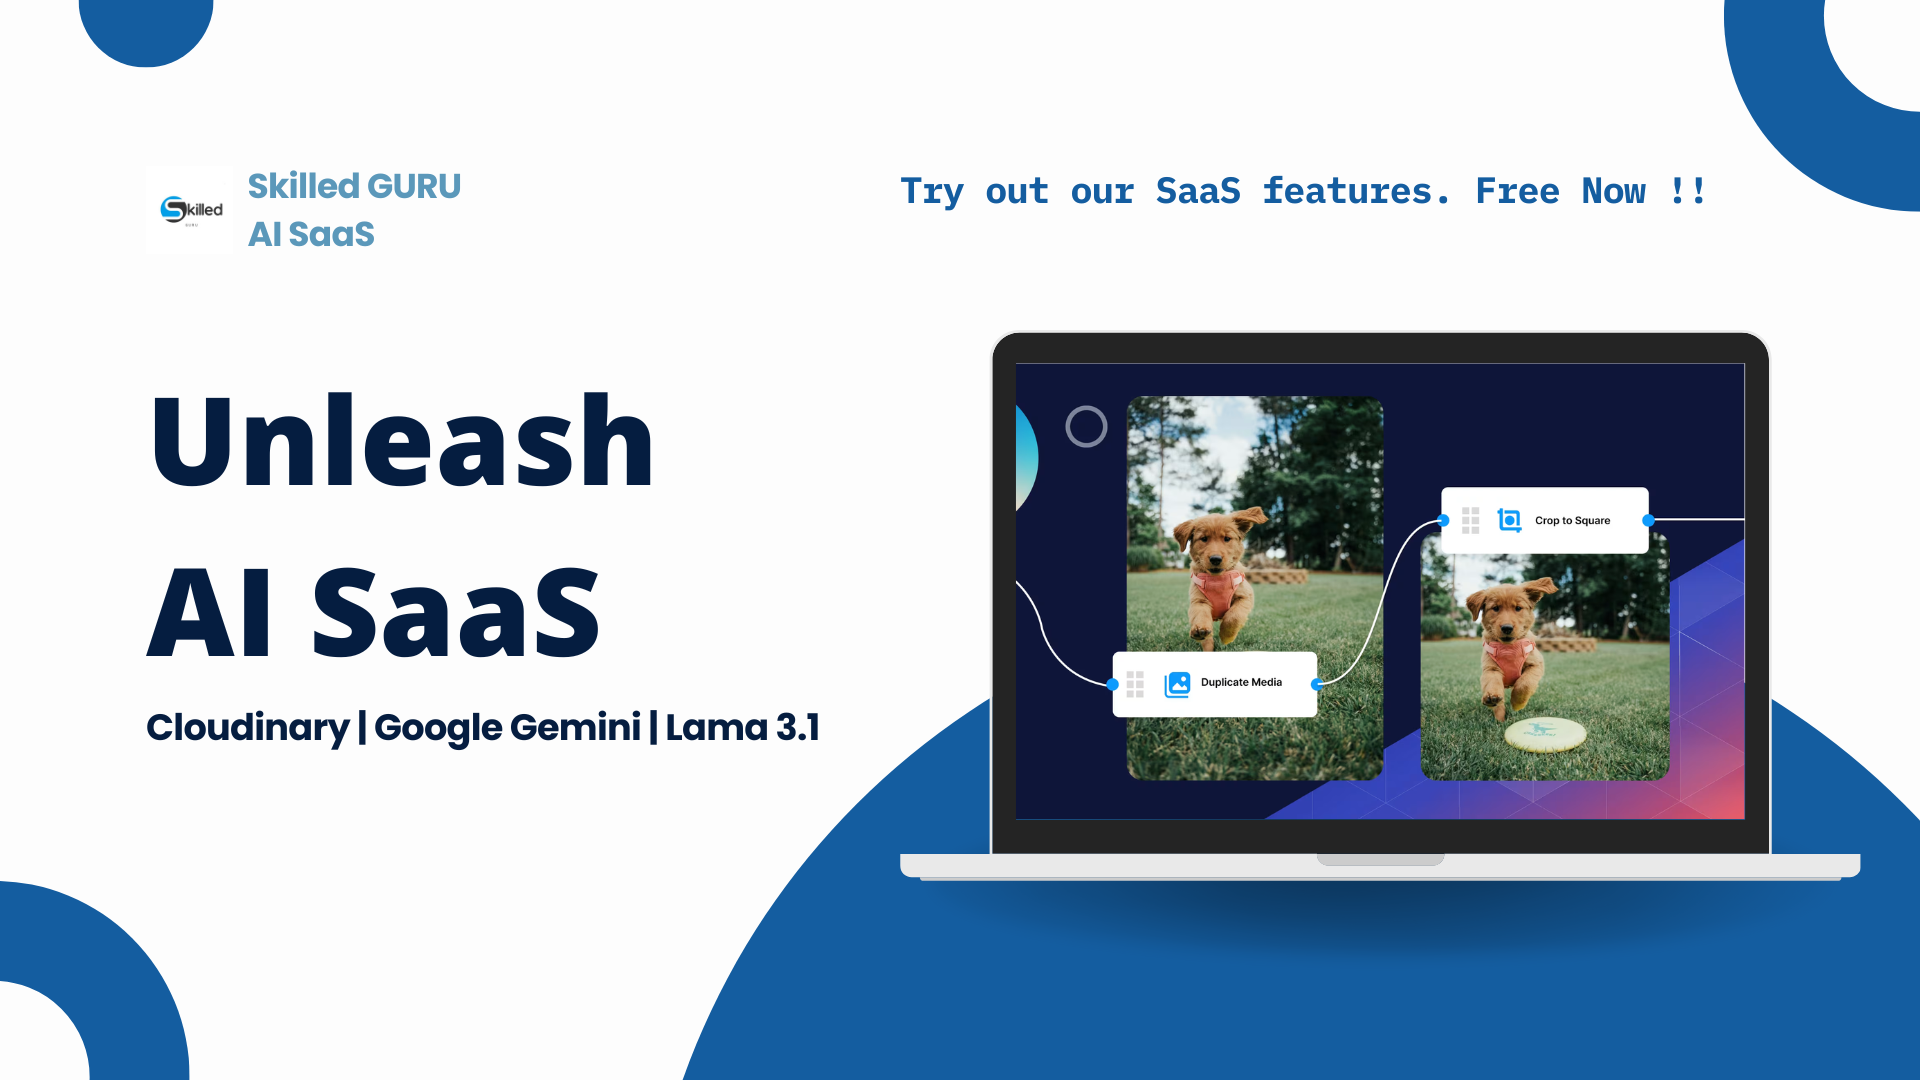 Skilled GURU
AI SaaS
Skilled
GURU
Try out our SaaS features. Free Now !!
Unleash
AI SaaS
Cloudinary | Google Gemini | Lama 3.1
Crop to Square
Duplicate Media